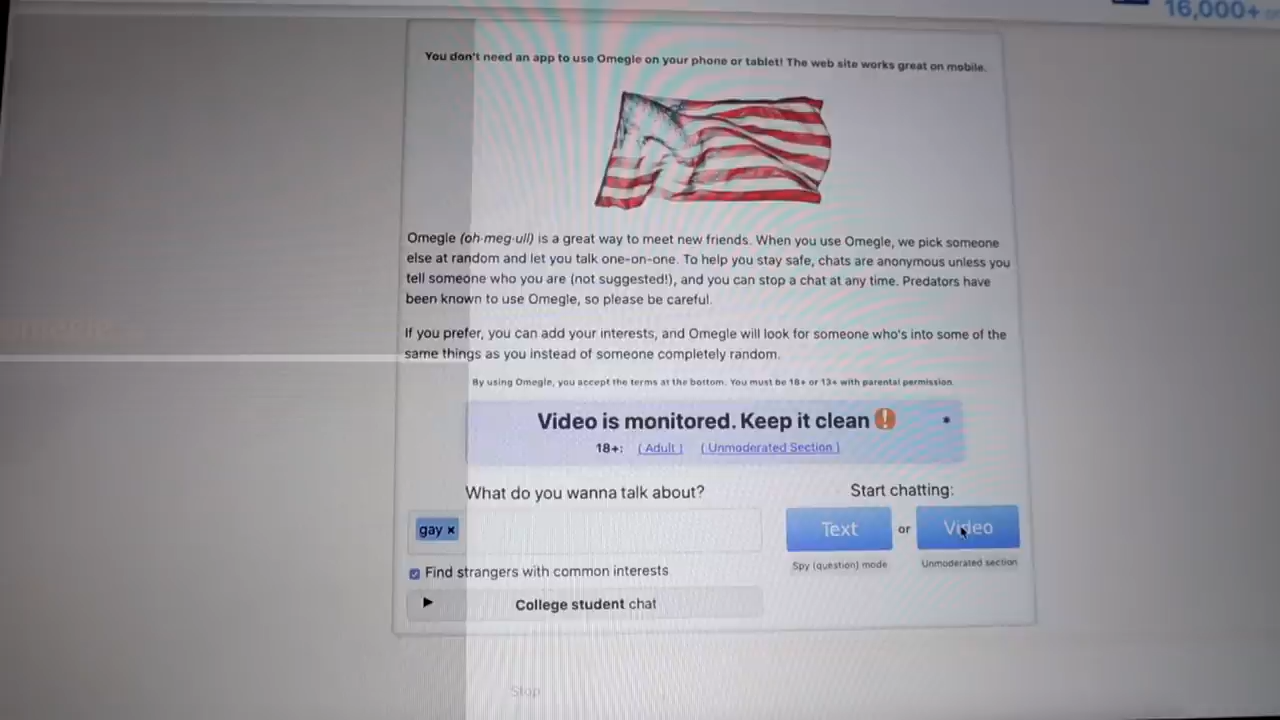 16,000+
You don't need an app to use Omegle on your phone or tablet! The web site works great on mobile.
Omegle (oh·meg·ull) is a great way to meet new friends. When you use Omegle, we pick someone
else at random and let you talk one-on-one. To help you stay safe, chats are anonymous unless you
tell someone who you are (not suggested!), and you can stop a chat at any time. Predators have
been known to use Omegle, so please be careful.
If you prefer, you can add your interests, and Omegle will look for someone who's into some of the
same things as you instead of someone completely random.
By using Omegle, you accept the terms at the bottom. You must be 18+ or 13+ with parental permission.
Video is monitored. Keep it clean !
18+: (Adult) (Unmoderated Section)
What do you wanna talk about? Start chatting:
gay × Text or Video
Spy (question) mode Unmoderated section
Find strangers with common interests
College student chat
Stop